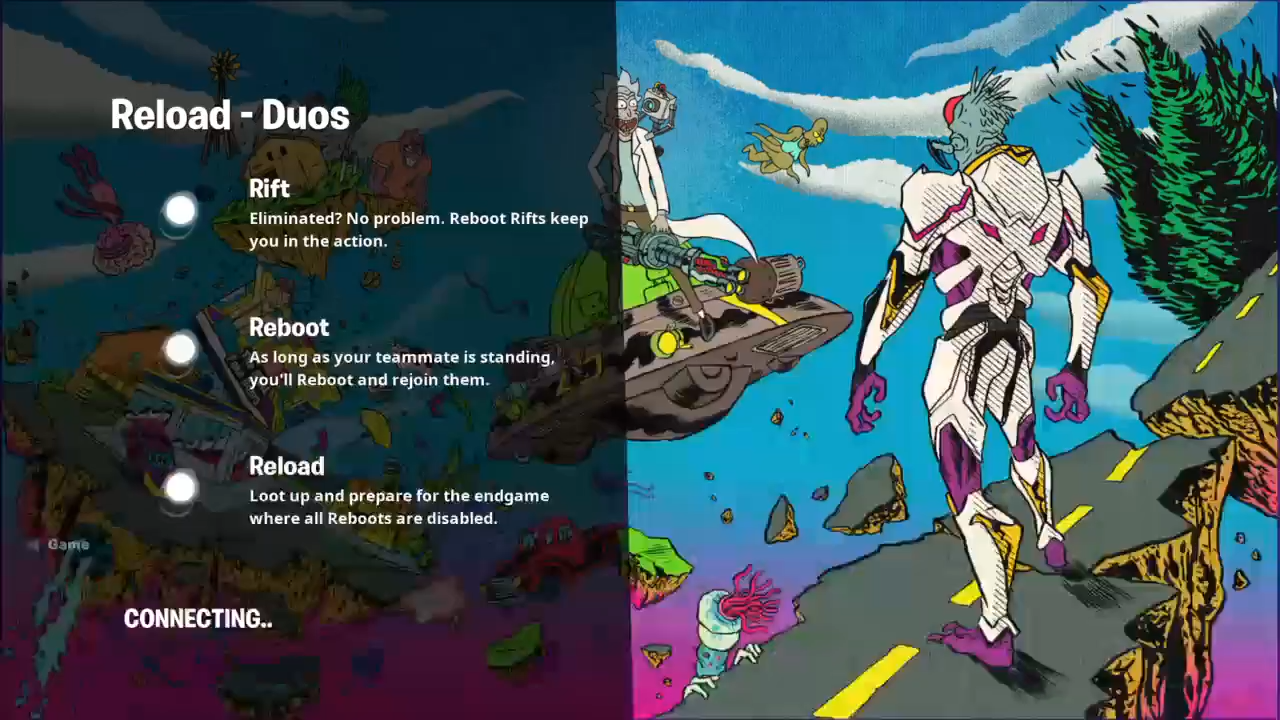 Reload - Duos
Rift
Eliminated? No problem. Reboot Rifts keep
you in the action.
Reboot
As long as your teammate is standing,
you'll Reboot and rejoin them.
Reload
Loot up and prepare for the endgame
where all Reboots are disabled.
Game
CONNECTING..